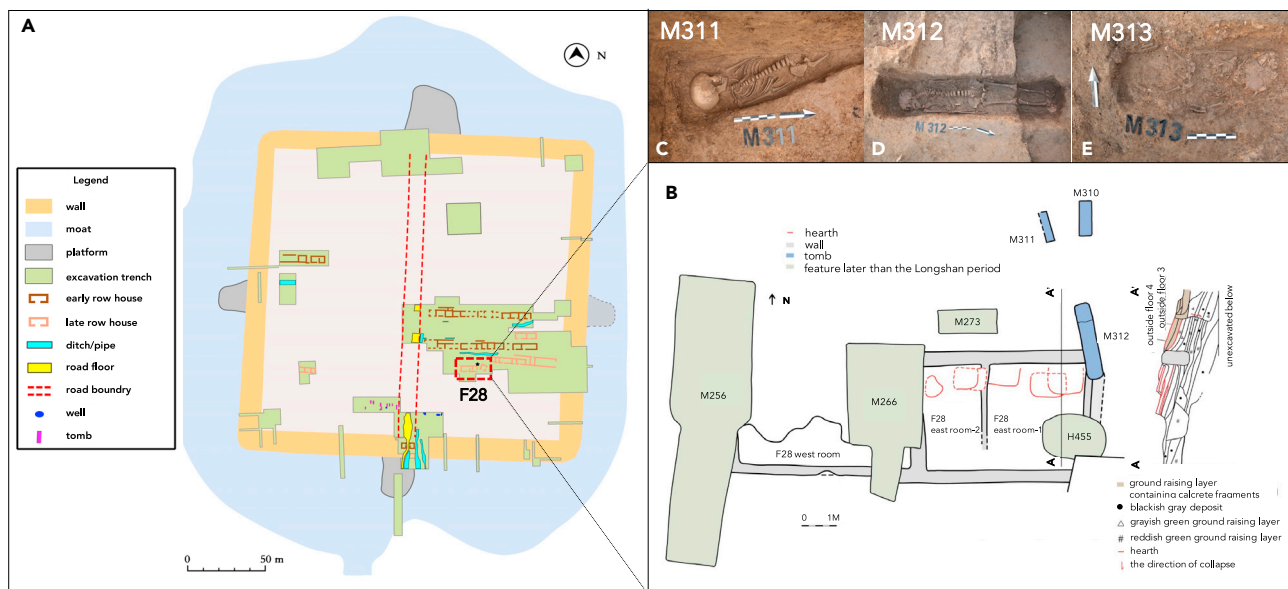 A
N
Legend
wall
moat
platform
excavation trench
early row house
late row house
ditch/pipe
road floor
road boundry
well
tomb
F28
0 50 m
M311
M311
C
M312
M 312
D
M313
M313
E
B
hearth
wall
tomb
feature later than the Longshan period
N
M310
M311
M273
M312
M256
M266
F28
east room-2
F28
east room-1
H455
F28 west room
A'
A
0 1M
A'
outside floor 4
outside floor 3
unexcavated below
A
ground raising layer
containing calcrete fragments
blackish gray deposit
grayish green ground raising layer
reddish green ground raising layer
hearth
the direction of collapse